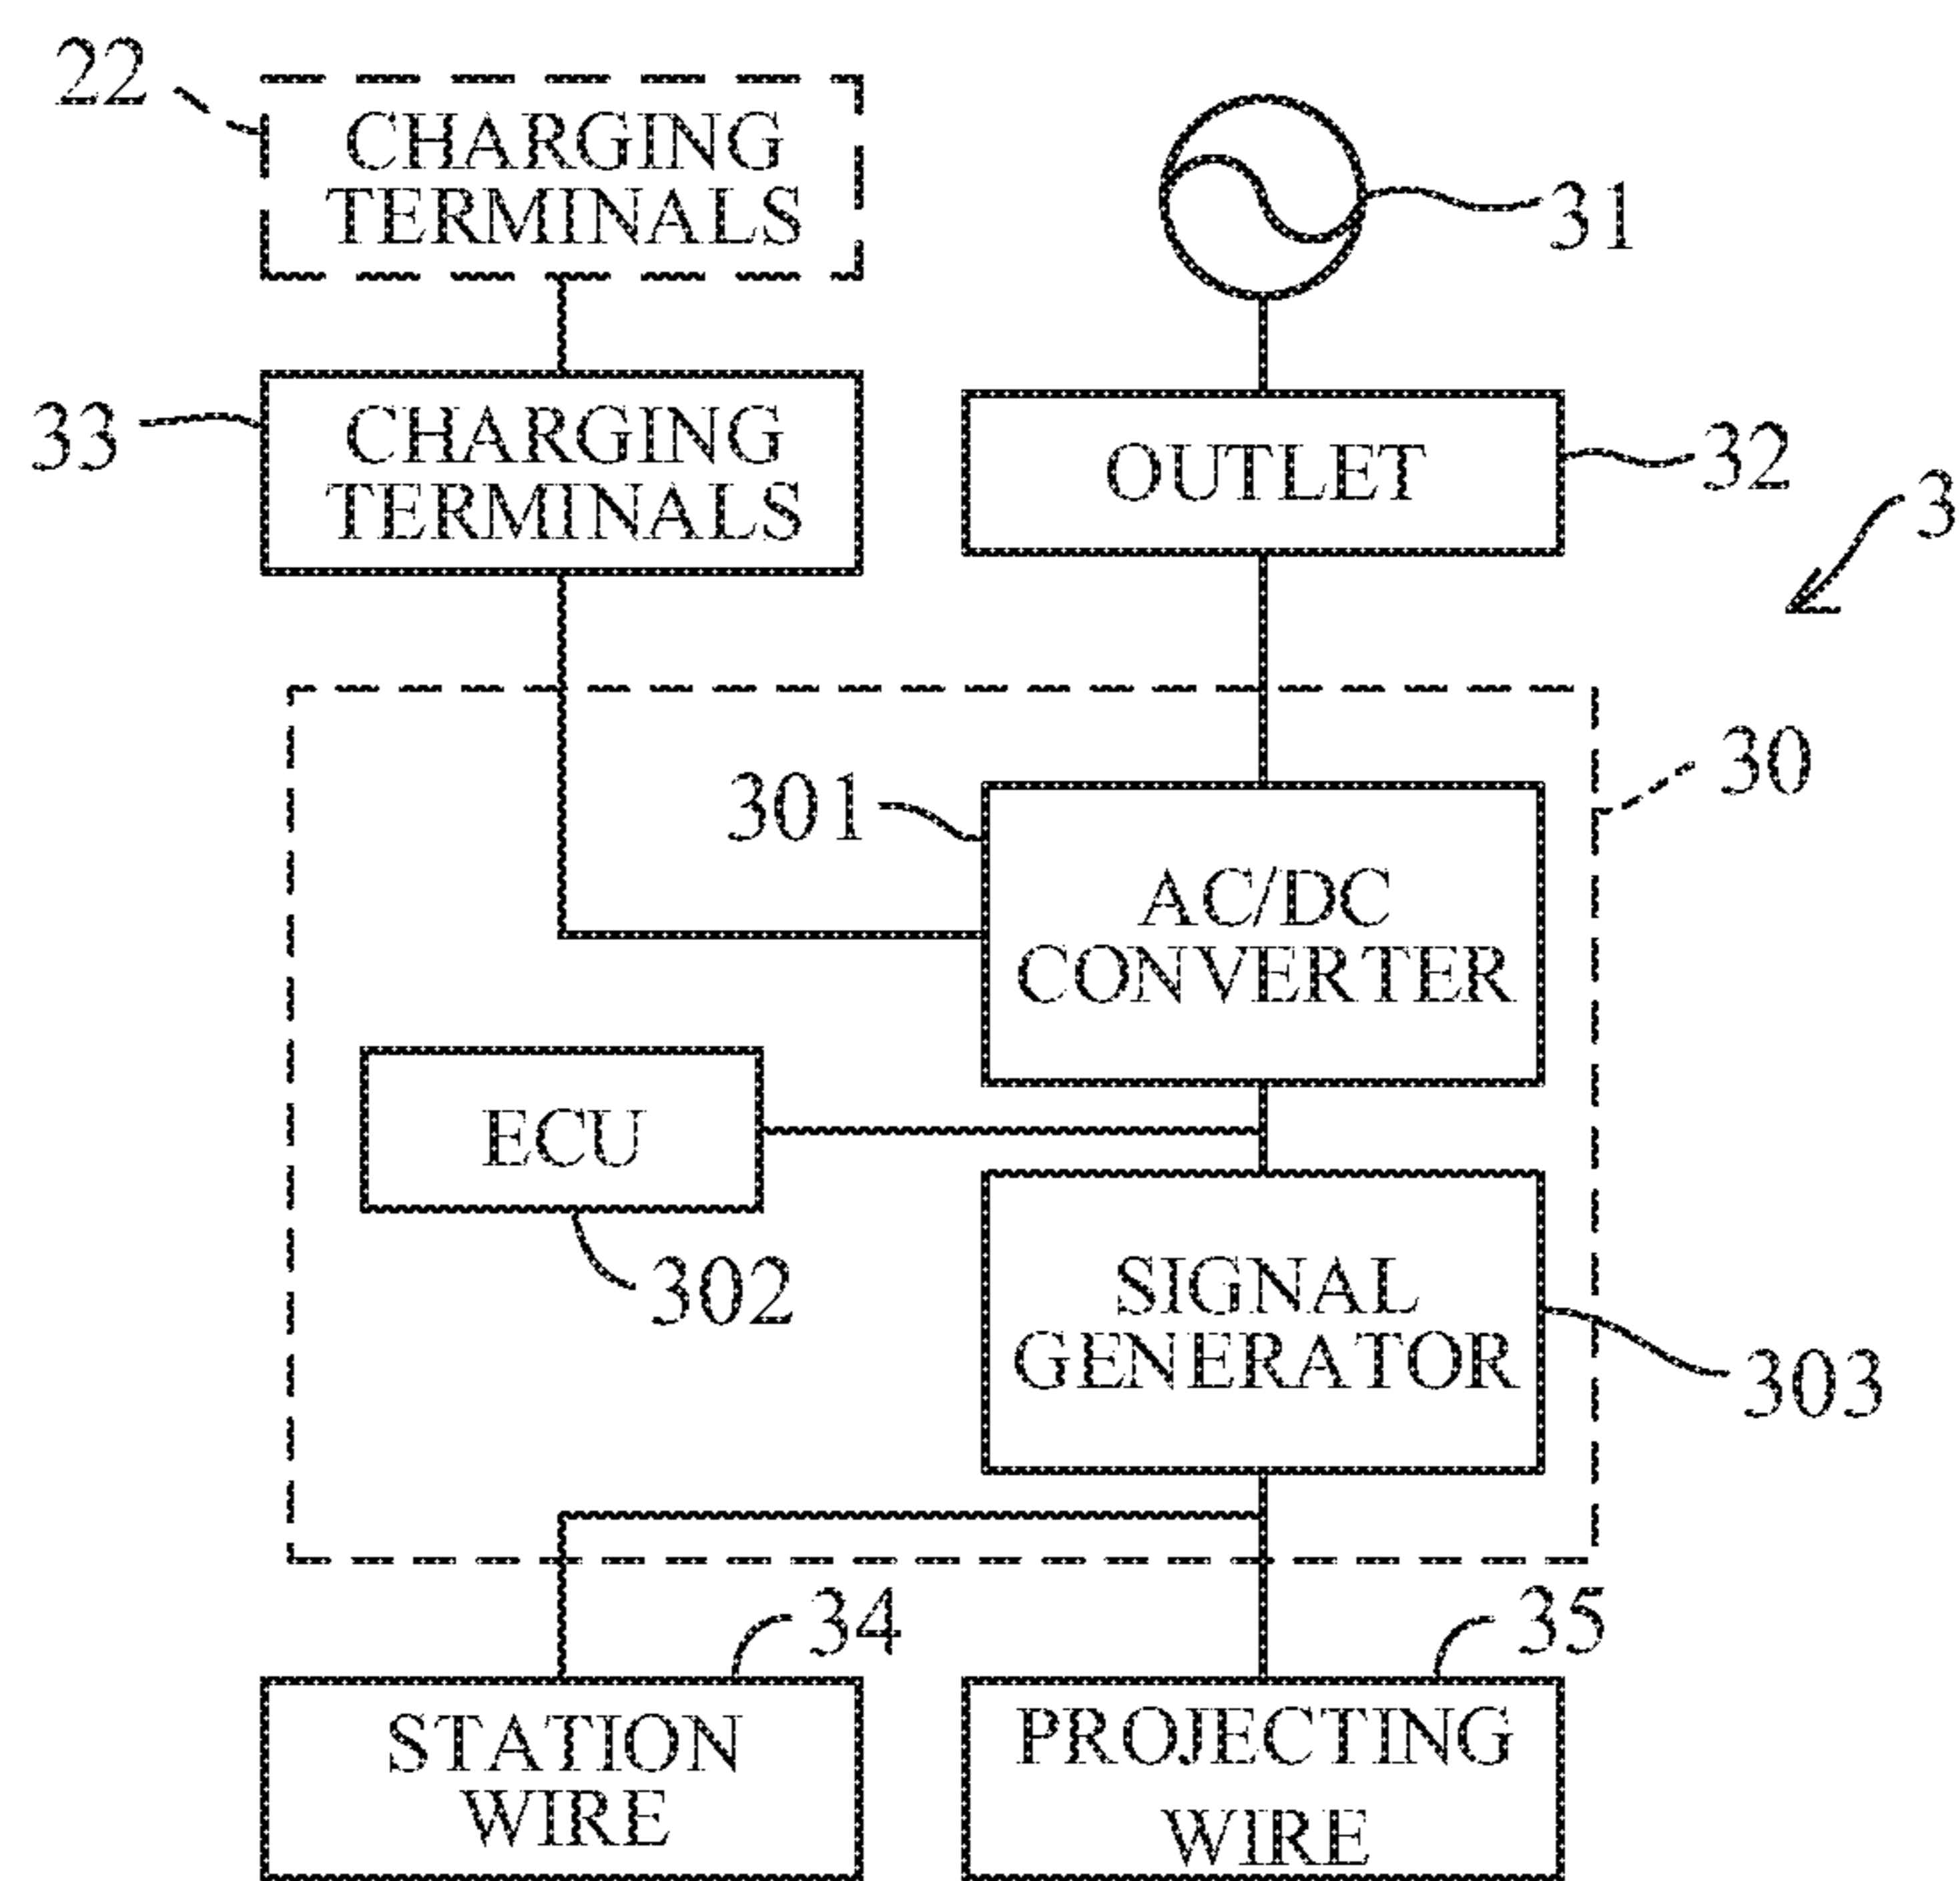 22
CHARGING
TERMINALS
31
33
CHARGING
TERMINALS
OUTLET
32
3
30
301
AC/DC
CONVERTER
ECU
302
SIGNAL
GENERATOR
303
34
35
STATION
WIRE
PROJECTING
WIRE